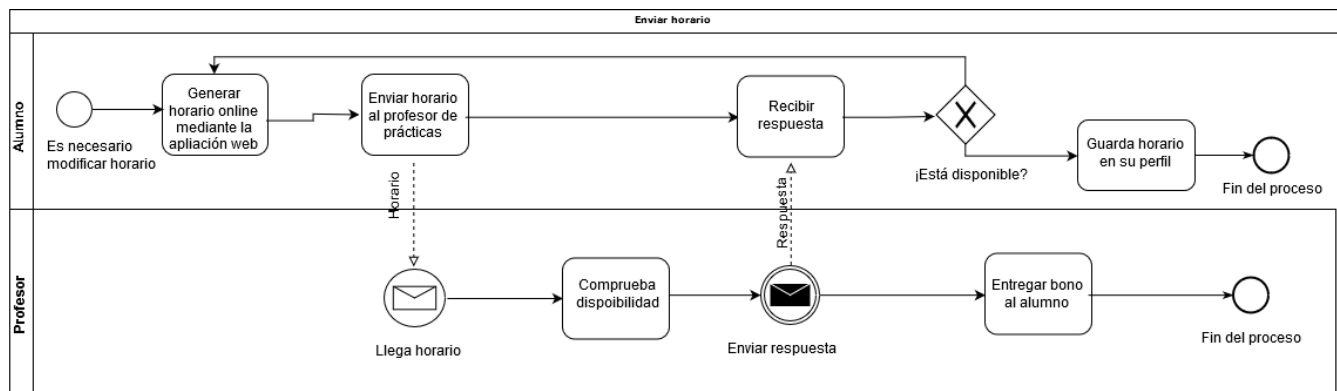 Enviar horario
Alumno
Es necesario
modificar horario
Generar
horario online
mediante la
apliación web
Enviar horario
al profesor de
prácticas
Recibir
respuesta
X
¡Está disponible?
Guarda horario
en su perfil
Fin del proceso
Horario
Respuesta
Profesor
Llega horario
Comprueba
dispoibilidad
Enviar respuesta
Entregar bono
al alumno
Fin del proceso